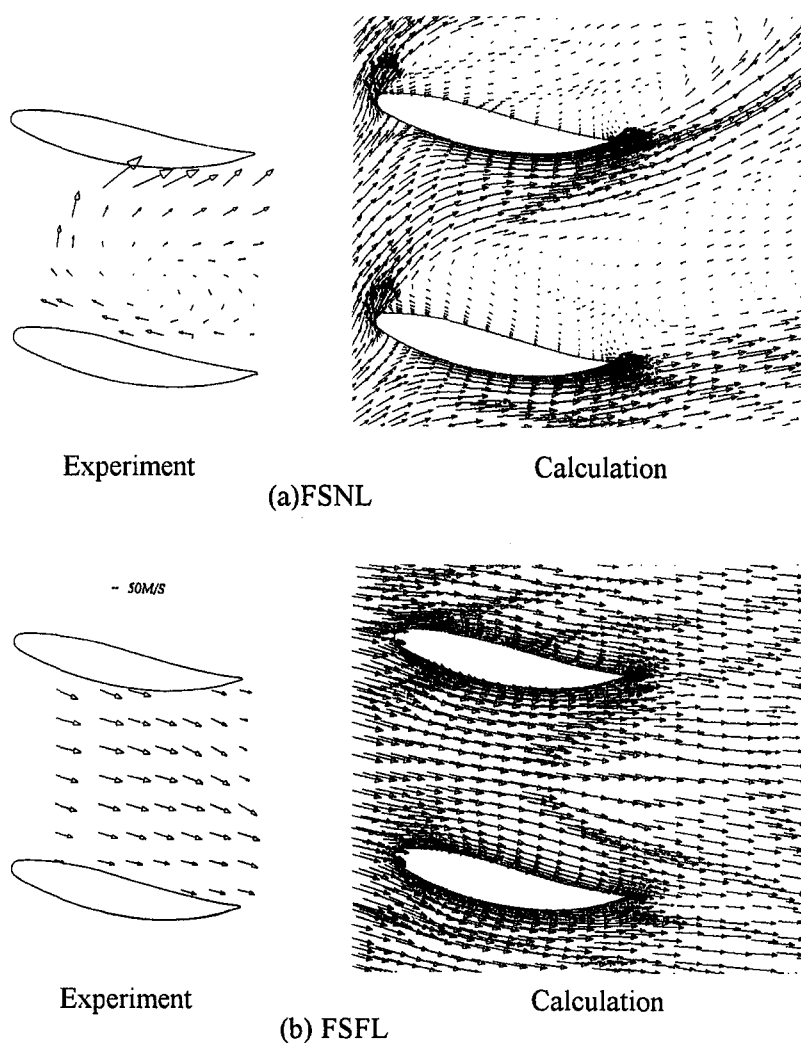 Experiment
Calculation
(a)FSNL
-- 50M/S
Experiment
Calculation
(b) FSFL